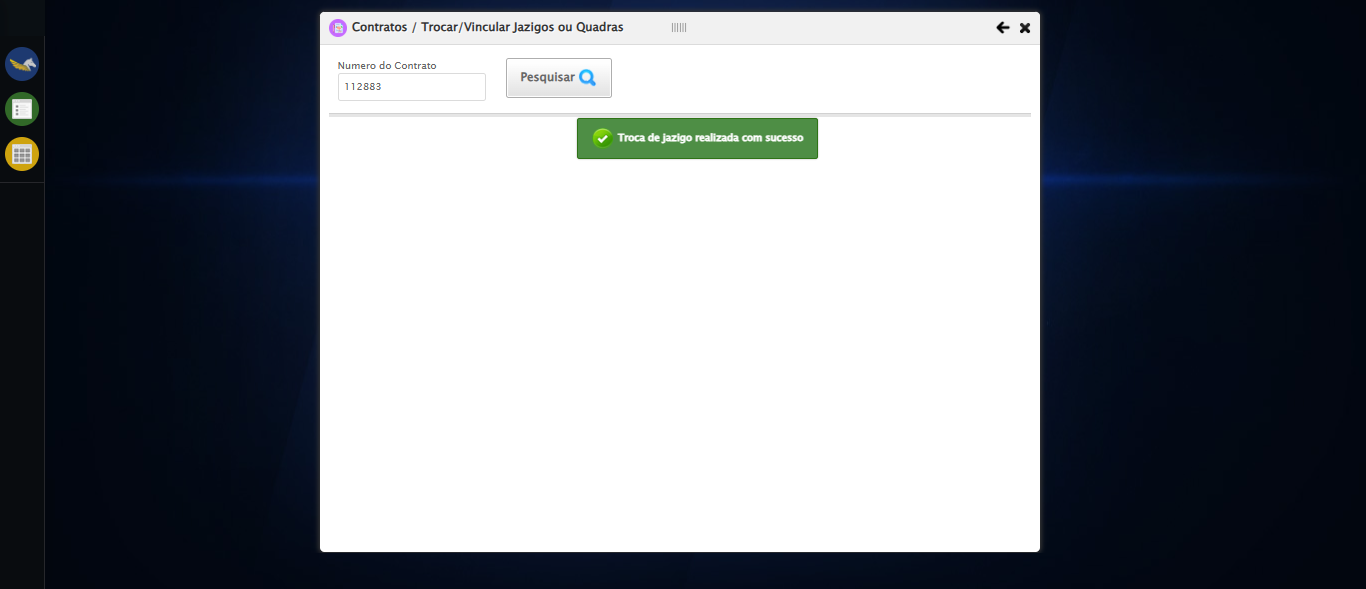 Contratos / Trocar/Vincular Jazigos ou Quadras
Numero do Contrato
112883
Pesquisar
Troca de jazigo realizada com sucesso